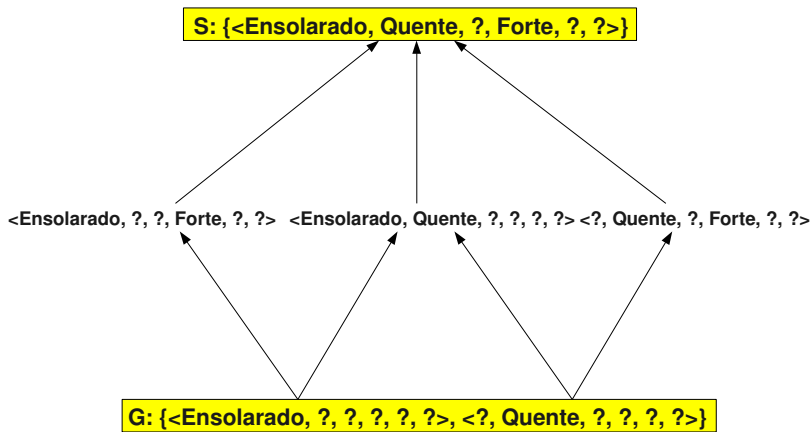 S: {<Ensolarado, Quente, ?, Forte, ?, ?>}
<Ensolarado, ?, ?, Forte, ?, ?> <Ensolarado, Quente, ?, ?, ?, ?> <?, Quente, ?, Forte, ?, ?>
G: {<Ensolarado, ?, ?, ?, ?, ?>, <?, Quente, ?, ?, ?, ?>}